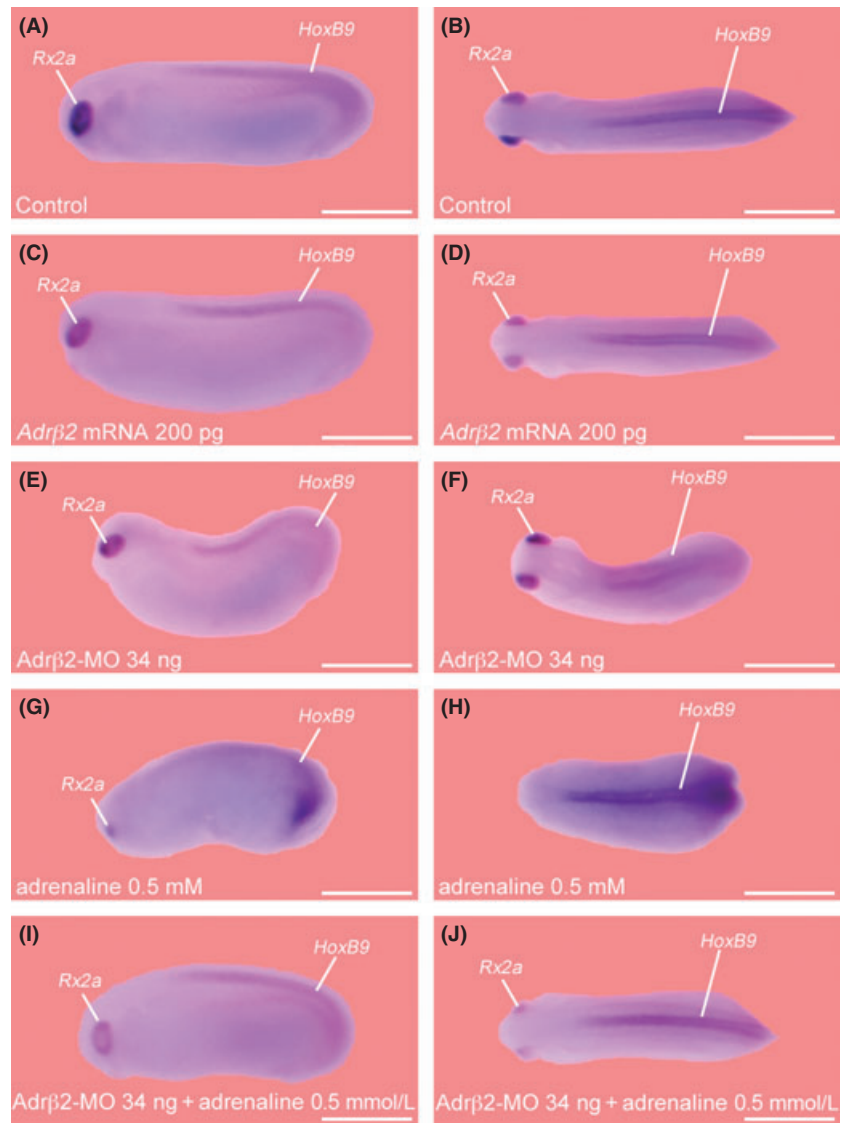 (A)
HoxB9
Rx2a
Control
(B)
Rx2a
HoxB9
Control
(C)
HoxB9
Rx2a
Adrβ2 mRNA 200 pg
(D)
HoxB9
Rx2a
Adrβ2 mRNA 200 pg
(E)
HoxB9
Rx2a
Adrβ2-MO 34 ng
(F)
HoxB9
Rx2a
Adrβ2-MO 34 ng
(G)
HoxB9
Rx2a
adrenaline 0.5 mM
(H)
HoxB9
adrenaline 0.5 mM
(I)
HoxB9
Rx2a
Adrβ2-MO 34 ng + adrenaline 0.5 mmol/L
(J)
HoxB9
Rx2a
Adrβ2-MO 34 ng + adrenaline 0.5 mmol/L